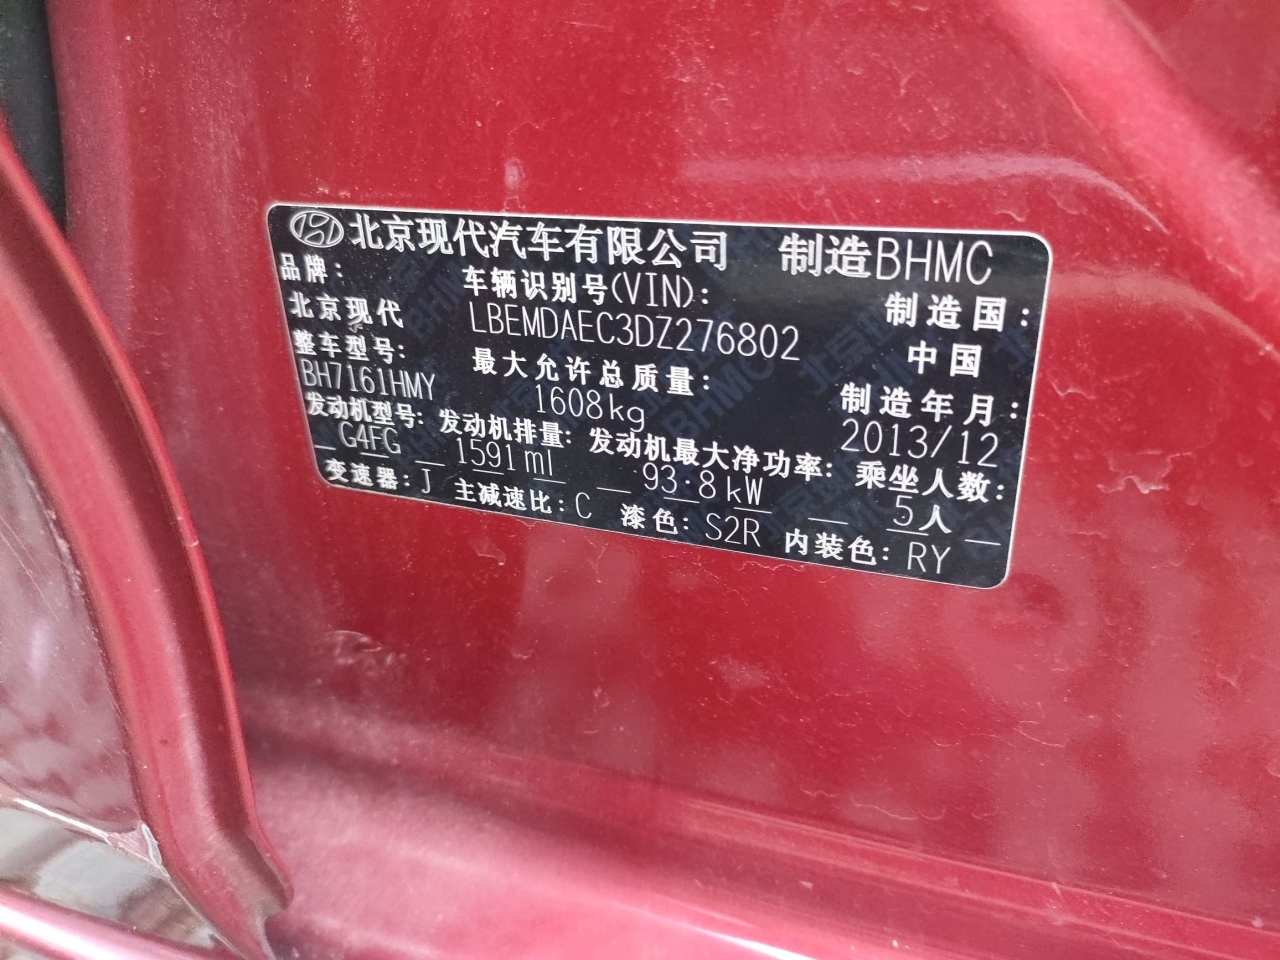 北京现代汽车有限公司 制造BHMC
品牌: 车辆识别号(VIN): 制造国:
北京现代 LBEMDAEC3DZ276802 中国
整车型号: 最大允许总质量: 制造年月:
BH7161HMY 1608kg 2013/12
发动机型号: 发动机排量: 发动机最大净功率: 乘坐人数:
G4FG 1591ml 93.8kW 5人
变速器: J 主减速比: C 漆色: S2R 内装色: RY